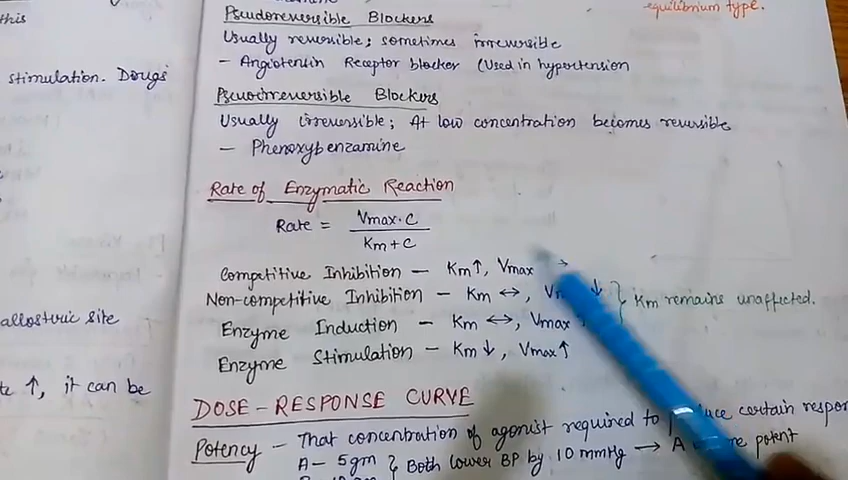 equilibrium type.
this
Pseudoreversible Blockers
Usually reversible; sometimes irreversible
stimulation. Drugs
- Angiotensin Receptor blocker (Used in hypertension
Pseuoirreversible Blockers
Usually irreversible; At low concentration becomes reversible
- Phenoxybenzamine
Rate of Enzymatic Reaction
Rate = Vmax.c
Km+c
Competitive Inhibition - Km↑, Vmax
Non-competitive Inhibition - Km ↔, ↓ } Km remains unaffected.
allosteric site
Enzyme Induction - Km ↔, Vmax
Enzyme Stimulation - Km ↓, Vmax↑
↑, it can be
DOSE-RESPONSE CURVE
Potency - That concentration of agonist required to certain
A- 5gm } Both lower BP by 10 mmHg → A potent